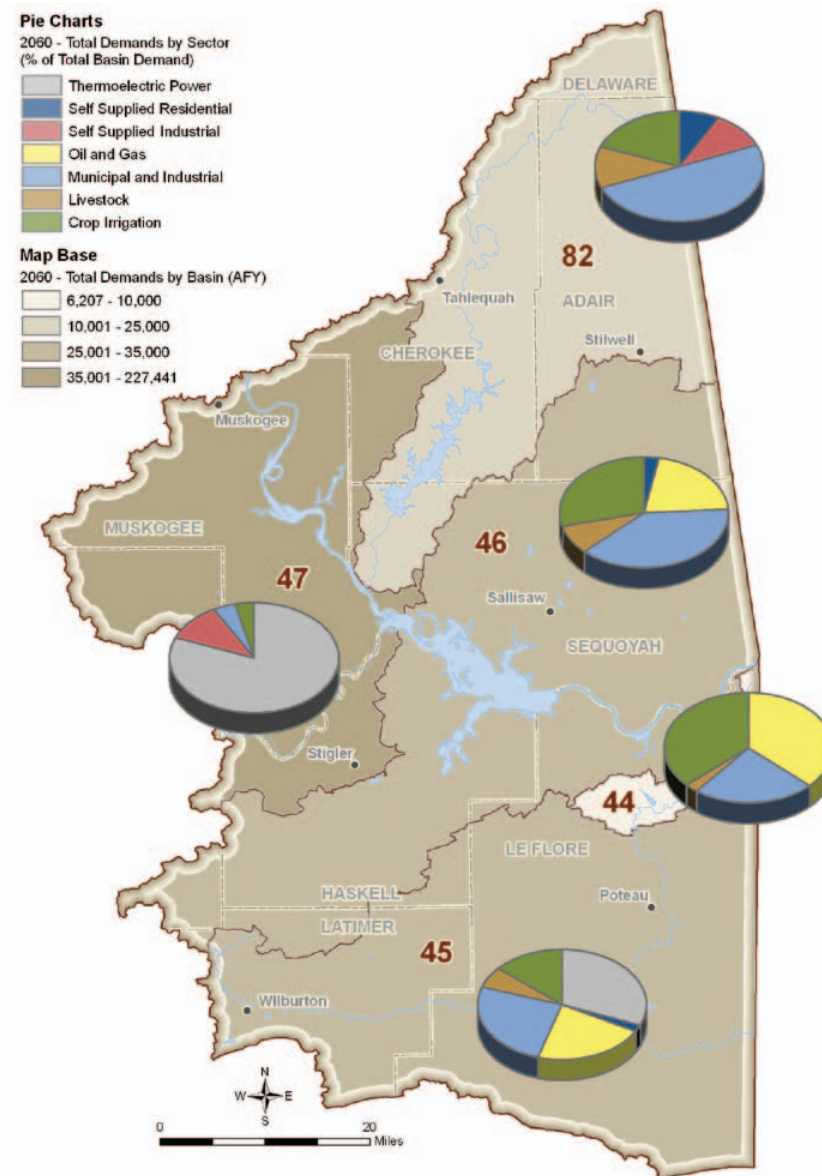 Pie Charts
2060 - Total Demands by Sector
(% of Total Basin Demand)
Thermoelectric Power
Self Supplied Residential
Self Supplied Industrial
Oil and Gas
Municipal and Industrial
Livestock
Crop Irrigation
Map Base
2060 - Total Demands by Basin (AFY)
6,207 - 10,000
10,001 - 25,000
25,001 - 35,000
35,001 - 227,441
DELAWARE
82
Tahlequah
ADAIR
Stilwell
CHEROKEE
Muskogee
MUSKOGEE
46
47
Sallisaw
SEQUOYAH
Stigler
44
LE FLORE
HASKELL
Poteau
LATIMER
45
Wilburton
N
W E
S
0 20
Miles